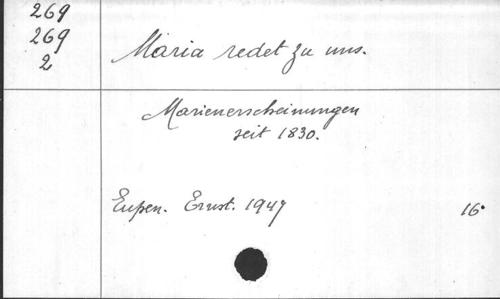 269
269
2
Maria redet zu uns.
Marienerscheinungen
seit 1830.
Eupen. Ernst. 1947
16°